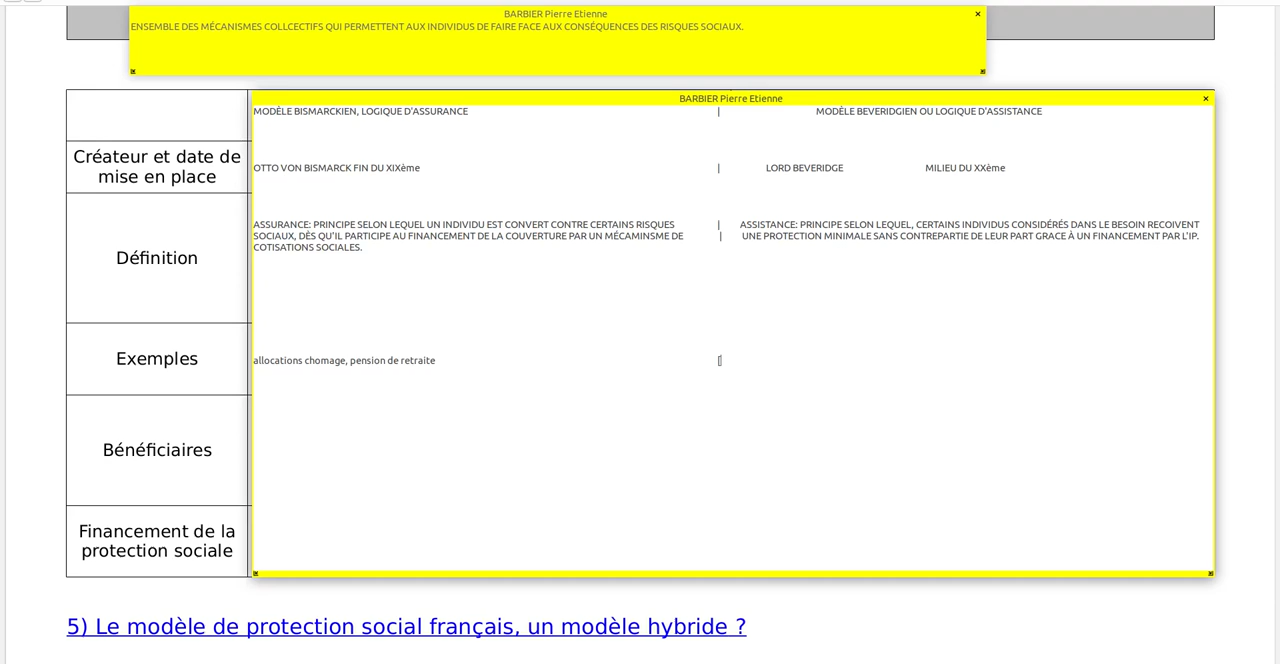 BARBIER Pierre Etienne
ENSEMBLE DES MÉCANISMES COLLCECTIFS QUI PERMETTENT AUX INDIVIDUS DE FAIRE FACE AUX CONSÉQUENCES DES RISQUES SOCIAUX.
BARBIER Pierre Etienne
MODÈLE BISMARCKIEN, LOGIQUE D'ASSURANCE | MODÈLE BEVERIDGIEN OU LOGIQUE D'ASSISTANCE
Créateur et date de
mise en place
OTTO VON BISMARCK FIN DU XIXème | LORD BEVERIDGE MILIEU DU XXème
Définition
ASSURANCE: PRINCIPE SELON LEQUEL UN INDIVIDU EST CONVERT CONTRE CERTAINS RISQUES | ASSISTANCE: PRINCIPE SELON LEQUEL, CERTAINS INDIVIDUS CONSIDÉRÉS DANS LE BESOIN RECOIVENT
SOCIAUX, DÈS QU'IL PARTICIPE AU FINANCEMENT DE LA COUVERTURE PAR UN MÉCAMINSME DE | UNE PROTECTION MINIMALE SANS CONTREPARTIE DE LEUR PART GRACE À UN FINANCEMENT PAR L'IP.
COTISATIONS SOCIALES.
Exemples
allocations chomage, pension de retraite |
Bénéficiaires
Financement de la
protection sociale
5) Le modèle de protection social français, un modèle hybride ?